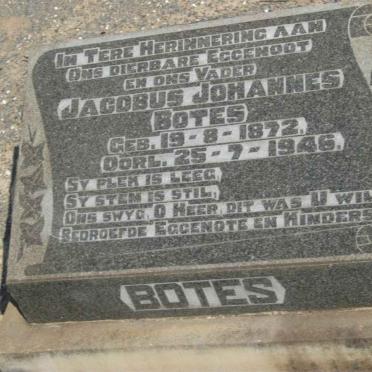 IN TERE HERINNERING AAN
ONS DIERBARE EGGENOOT
EN ONS VADER
JACOBUS JOHANNES
BOTES
GEB. 19-8-1872,
OORL. 25-7-1946,
SY PLEK IS LEEG,
SY STEM IS STIL,
ONS SWYG, O HEER, DIT WAS U WIL
BEDROEFDE EGGENOTE EN KINDERS
BOTES